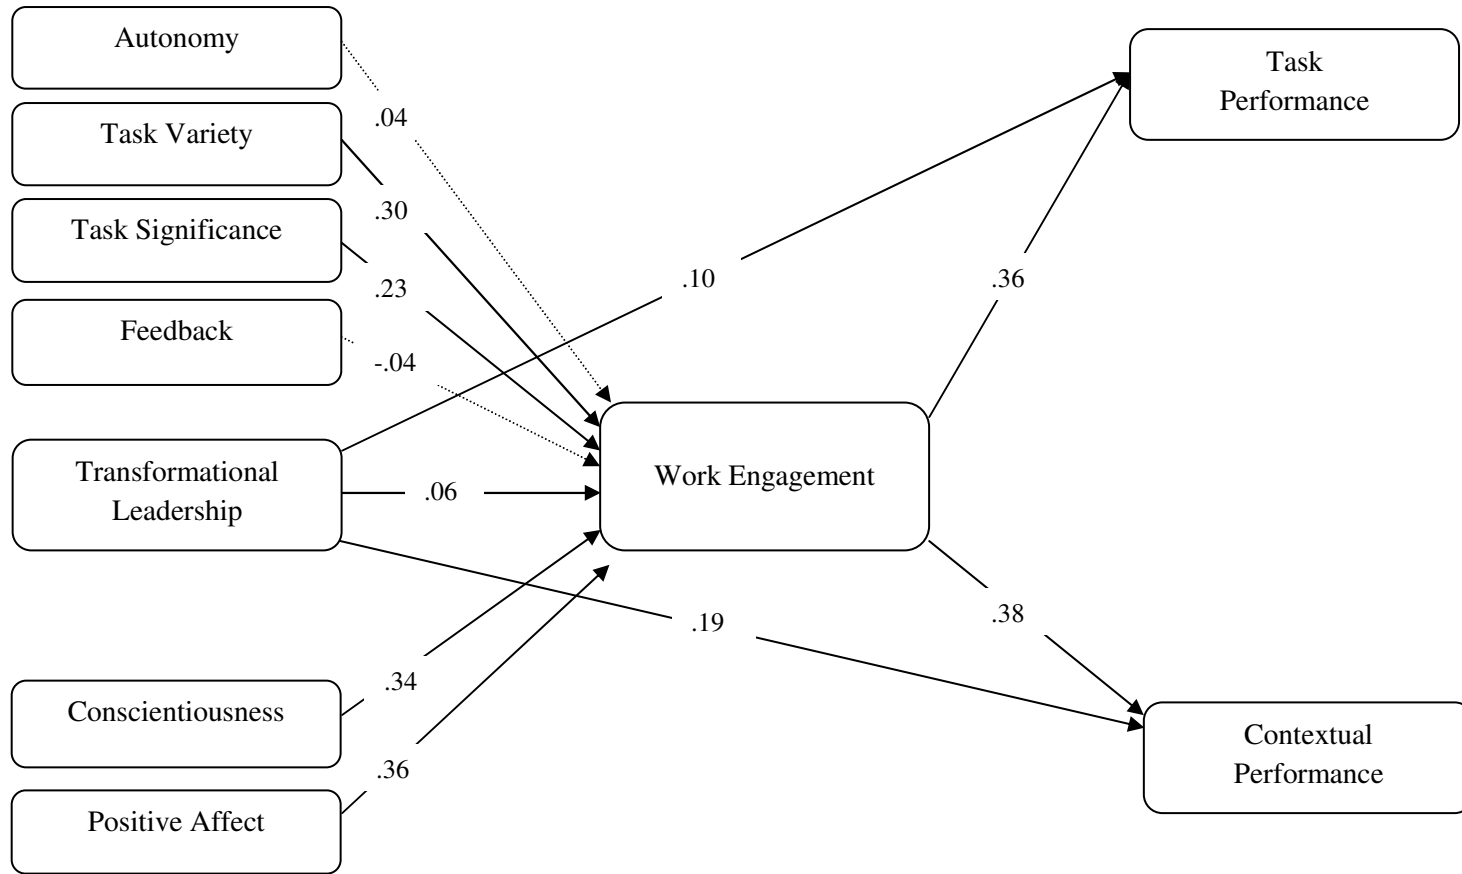 Autonomy
.04
Task Variety
.30
Task Significance
.23
Feedback
-.04
Transformational
Leadership
.06
.10
.19
Conscientiousness
.34
Positive Affect
.36
Work Engagement
.36
.38
Task
Performance
Contextual
Performance